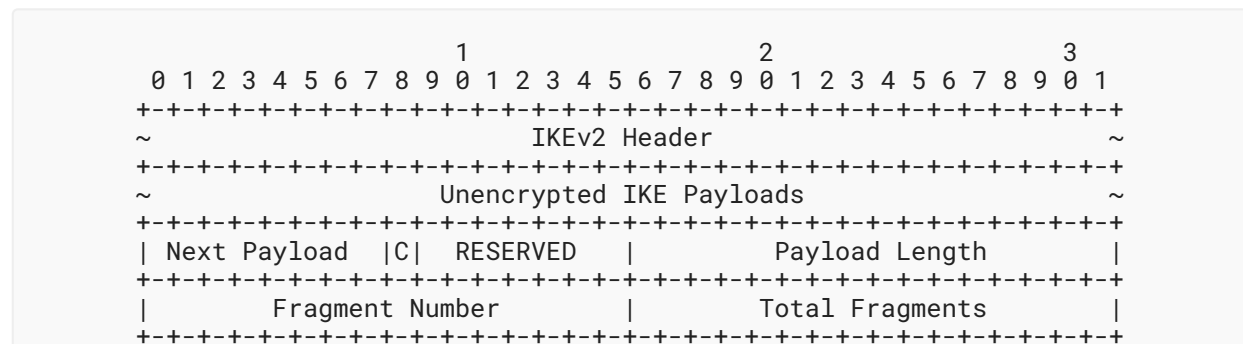 1                   2                   3
 0 1 2 3 4 5 6 7 8 9 0 1 2 3 4 5 6 7 8 9 0 1 2 3 4 5 6 7 8 9 0 1
+-+-+-+-+-+-+-+-+-+-+-+-+-+-+-+-+-+-+-+-+-+-+-+-+-+-+-+-+-+-+-+-+
~                         IKEv2 Header                          ~
+-+-+-+-+-+-+-+-+-+-+-+-+-+-+-+-+-+-+-+-+-+-+-+-+-+-+-+-+-+-+-+-+
~                   Unencrypted IKE Payloads                    ~
+-+-+-+-+-+-+-+-+-+-+-+-+-+-+-+-+-+-+-+-+-+-+-+-+-+-+-+-+-+-+-+-+
| Next Payload  |C|  RESERVED   |         Payload Length        |
+-+-+-+-+-+-+-+-+-+-+-+-+-+-+-+-+-+-+-+-+-+-+-+-+-+-+-+-+-+-+-+-+
|        Fragment Number        |        Total Fragments        |
+-+-+-+-+-+-+-+-+-+-+-+-+-+-+-+-+-+-+-+-+-+-+-+-+-+-+-+-+-+-+-+-+